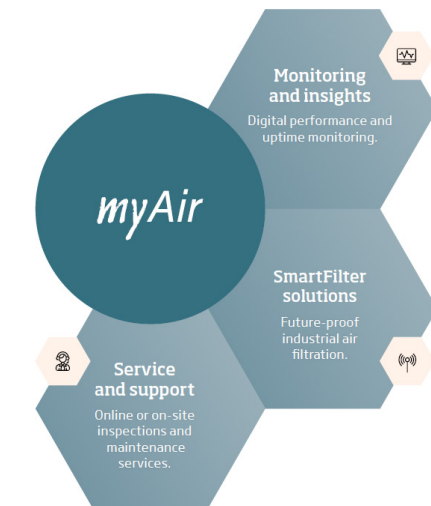 Monitoring
and insights
Digital performance and
uptime monitoring.
myAir
SmartFilter
solutions
Future-proof
industrial air
filtration.
Service
and support
Online or on-site
inspections and
maintenance
services.